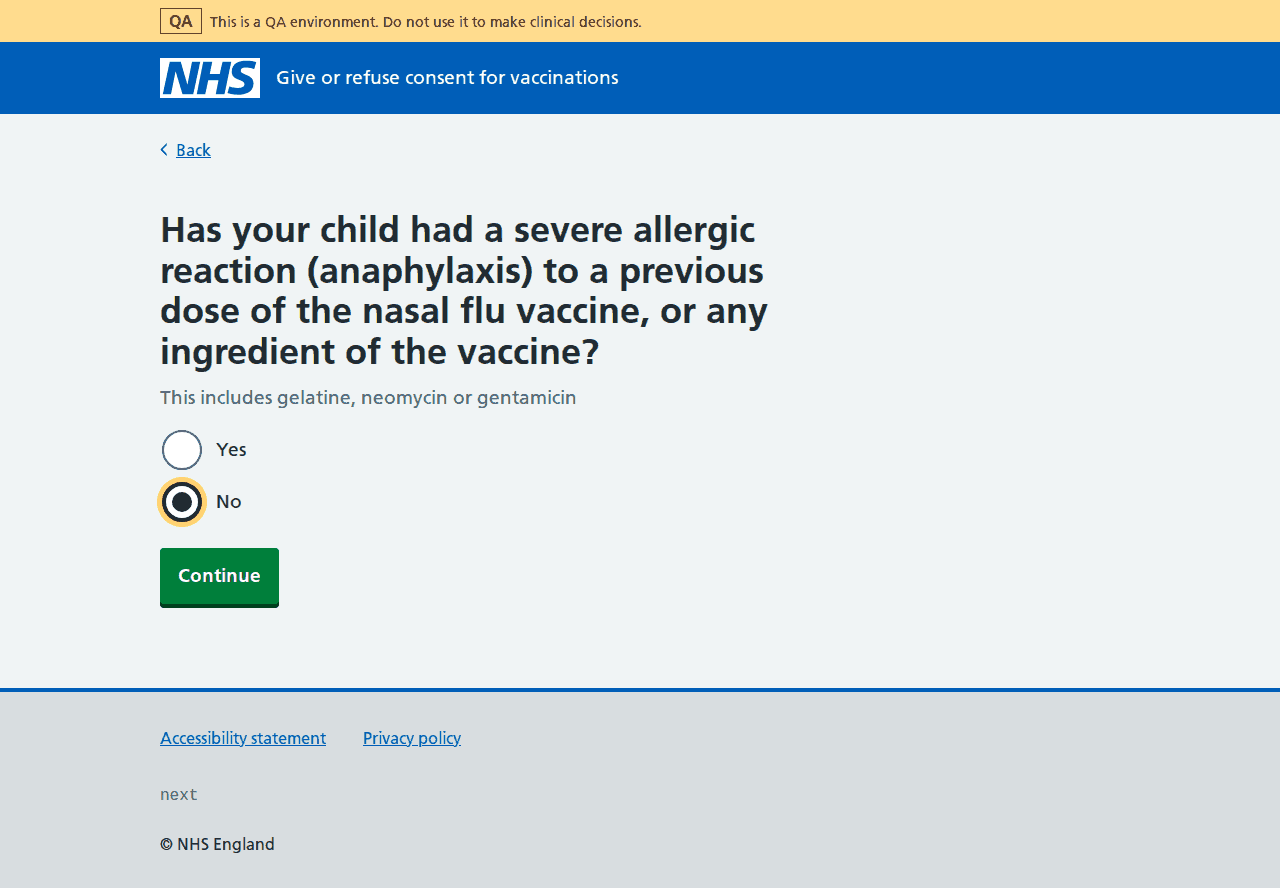 QA This is a QA environment. Do not use it to make clinical decisions.
NHS Give or refuse consent for vaccinations
Back
Has your child had a severe allergic
reaction (anaphylaxis) to a previous
dose of the nasal flu vaccine, or any
ingredient of the vaccine?
This includes gelatine, neomycin or gentamicin
Yes
No
Continue
Accessibility statement Privacy policy
next
© NHS England